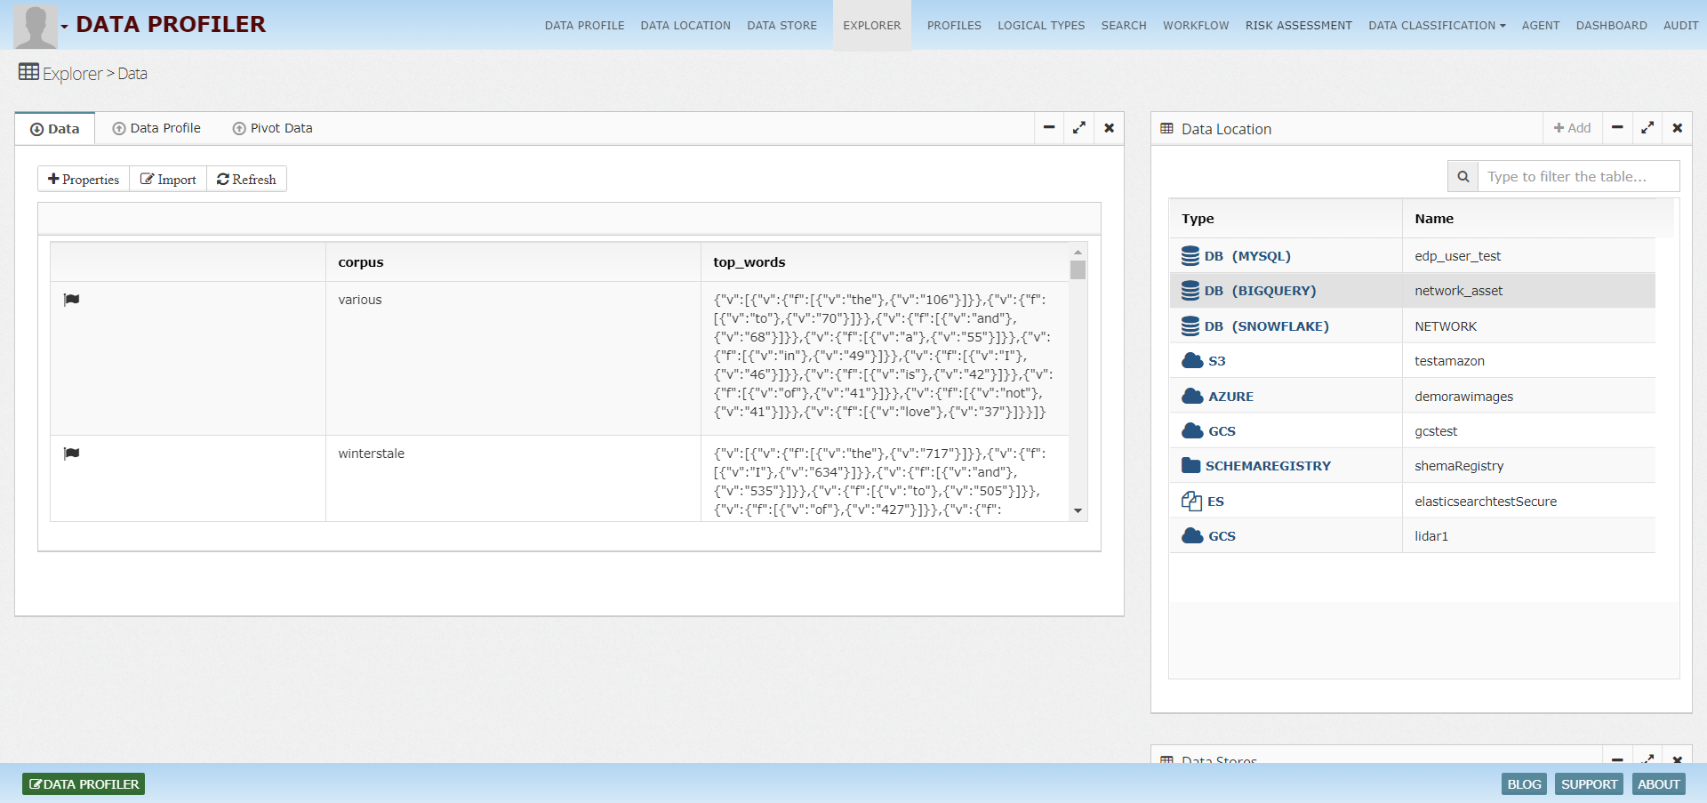 DATA PROFILER
DATA PROFILE DATA LOCATION DATA STORE EXPLORER PROFILES LOGICAL TYPES SEARCH WORKFLOW RISK ASSESSMENT DATA CLASSIFICATION AGENT DASHBOARD AUDIT
Explorer > Data
Data Data Profile Pivot Data
Properties Import Refresh
corpus top_words
various
{"v":[{"v":{"f":[{"v":"the"},{"v":"106"}]}},{"v":{"f":
[{"v":"to"},{"v":"70"}]}},{"v":{"f":[{"v":"and"},
{"v":"68"}]}},{"v":{"f":[{"v":"a"},{"v":"55"}]}},{"v":
{"f":[{"v":"in"},{"v":"49"}]}},{"v":{"f":[{"v":"I"},
{"v":"46"}]}},{"v":{"f":[{"v":"is"},{"v":"42"}]}},{"v":
{"f":[{"v":"of"},{"v":"41"}]}},{"v":{"f":[{"v":"not"},
{"v":"41"}]}},{"v":{"f":[{"v":"love"},{"v":"37"}]}}]}
winterstale
{"v":[{"v":{"f":[{"v":"the"},{"v":"717"}]}},{"v":{"f":
[{"v":"I"},{"v":"634"}]}},{"v":{"f":[{"v":"and"},
{"v":"535"}]}},{"v":{"f":[{"v":"to"},{"v":"505"}]}},
{"v":{"f":[{"v":"of"},{"v":"427"}]}},{"v":{"f":
Data Location + Add
Type to filter the table...
Type Name
DB (MYSQL) edp_user_test
DB (BIGQUERY) network_asset
DB (SNOWFLAKE) NETWORK
S3 testamazon
AZURE demorawimages
GCS gcstest
SCHEMAREGISTRY shemaRegistry
ES elasticsearchtestSecure
GCS lidar1
Data Stores
DATA PROFILER
BLOG SUPPORT ABOUT